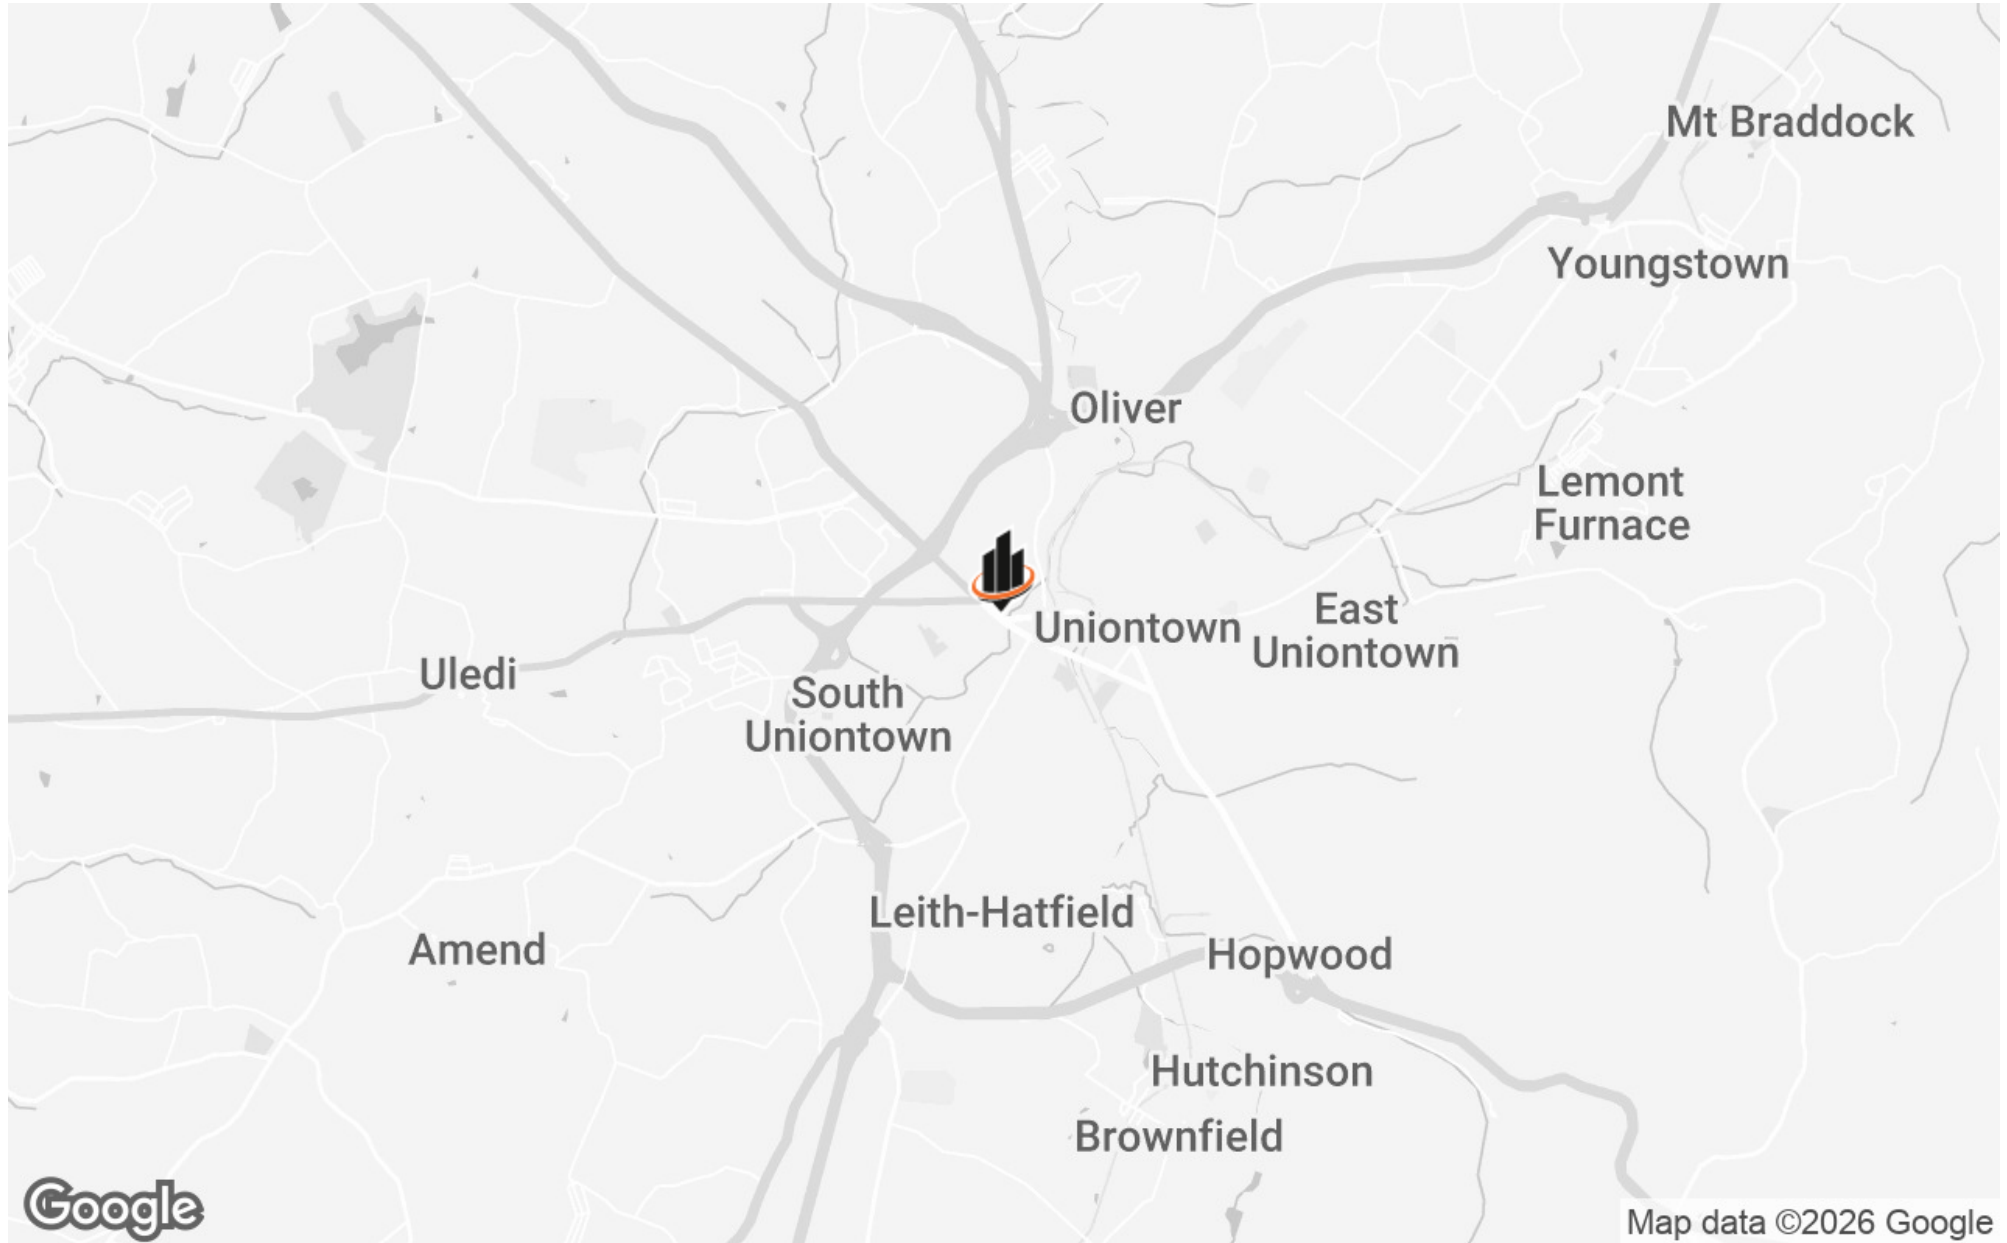 Mt Braddock
Youngstown
Oliver
Lemont
Furnace
East
Uniontown
Uniontown
Uledi
South
Uniontown
Leith-Hatfield
Amend
Hopwood
Hutchinson
Brownfield
Google
Map data ©2026 Google